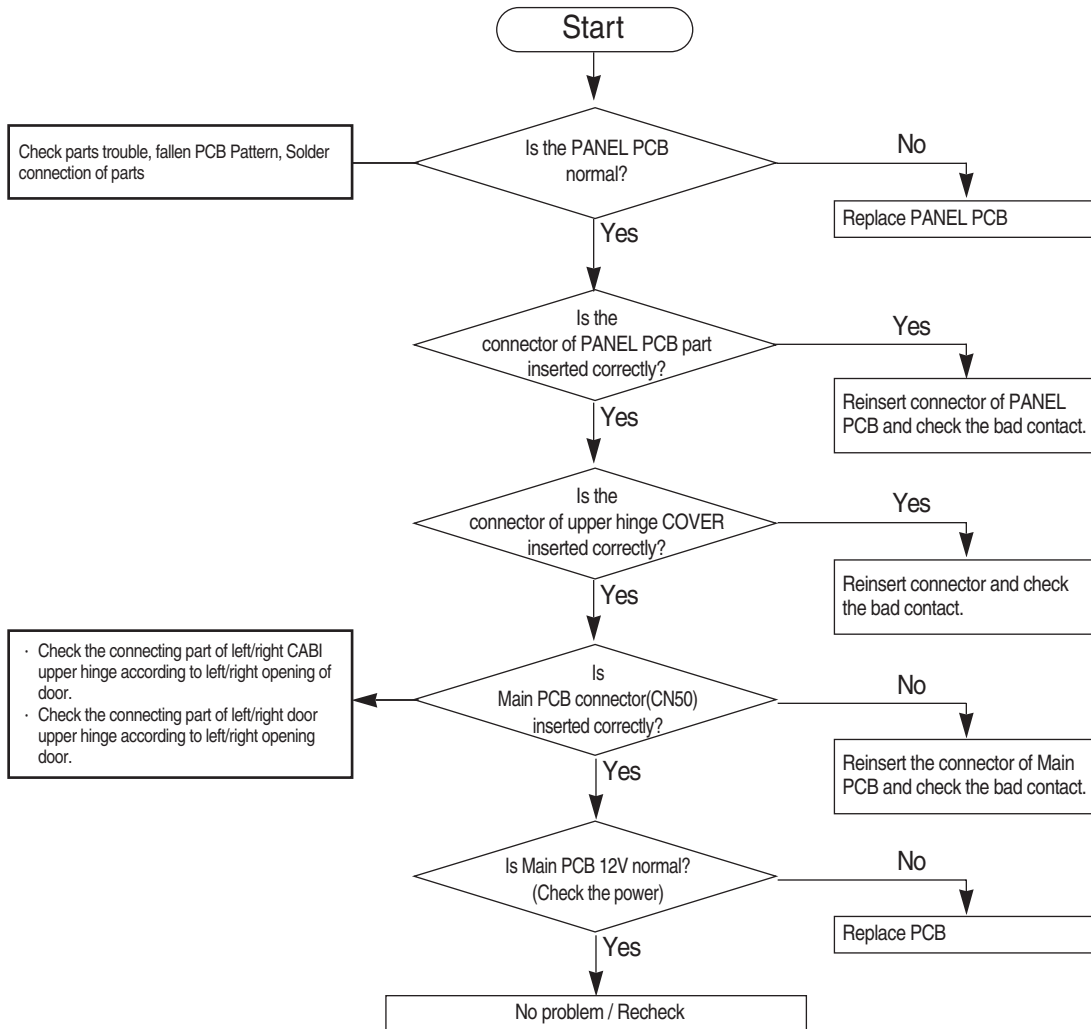 Start
Check parts trouble, fallen PCB Pattern, Solder
connection of parts
Is the PANEL PCB
normal?
No
Replace PANEL PCB
Yes
Is the
connector of PANEL PCB part
inserted correctly?
Yes
Reinsert connector of PANEL
PCB and check the bad contact.
Yes
Is the
connector of upper hinge COVER
inserted correctly?
Yes
Reinsert connector and check
the bad contact.
Yes
· Check the connecting part of left/right CABI
upper hinge according to left/right opening of
door.
· Check the connecting part of left/right door
upper hinge according to left/right opening
door.
Is
Main PCB connector(CN50)
inserted correctly?
No
Reinsert the connector of Main
PCB and check the bad contact.
Yes
Is Main PCB 12V normal?
(Check the power)
No
Replace PCB
Yes
No problem / Recheck